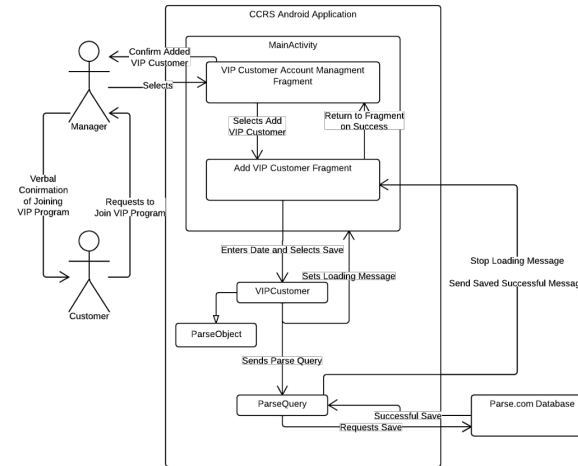 CCRS Android Application
MainActivity
Confirm Added
VIP Customer
VIP Customer Account Managment
Fragment
Selects
Manager
Selects Add
VIP Customer
Return to Fragment
on Success
Add VIP Customer Fragment
Verbal
Conirmation
of Joining
VIP Program
Requests to
Join VIP Program
Enters Date and Selects Save
Stop Loading Message
Sets Loading Message
Send Saved Successful Message
VIPCustomer
Customer
ParseObject
Sends Parse Query
ParseQuery
Parse.com Database
Successful Save
Requests Save